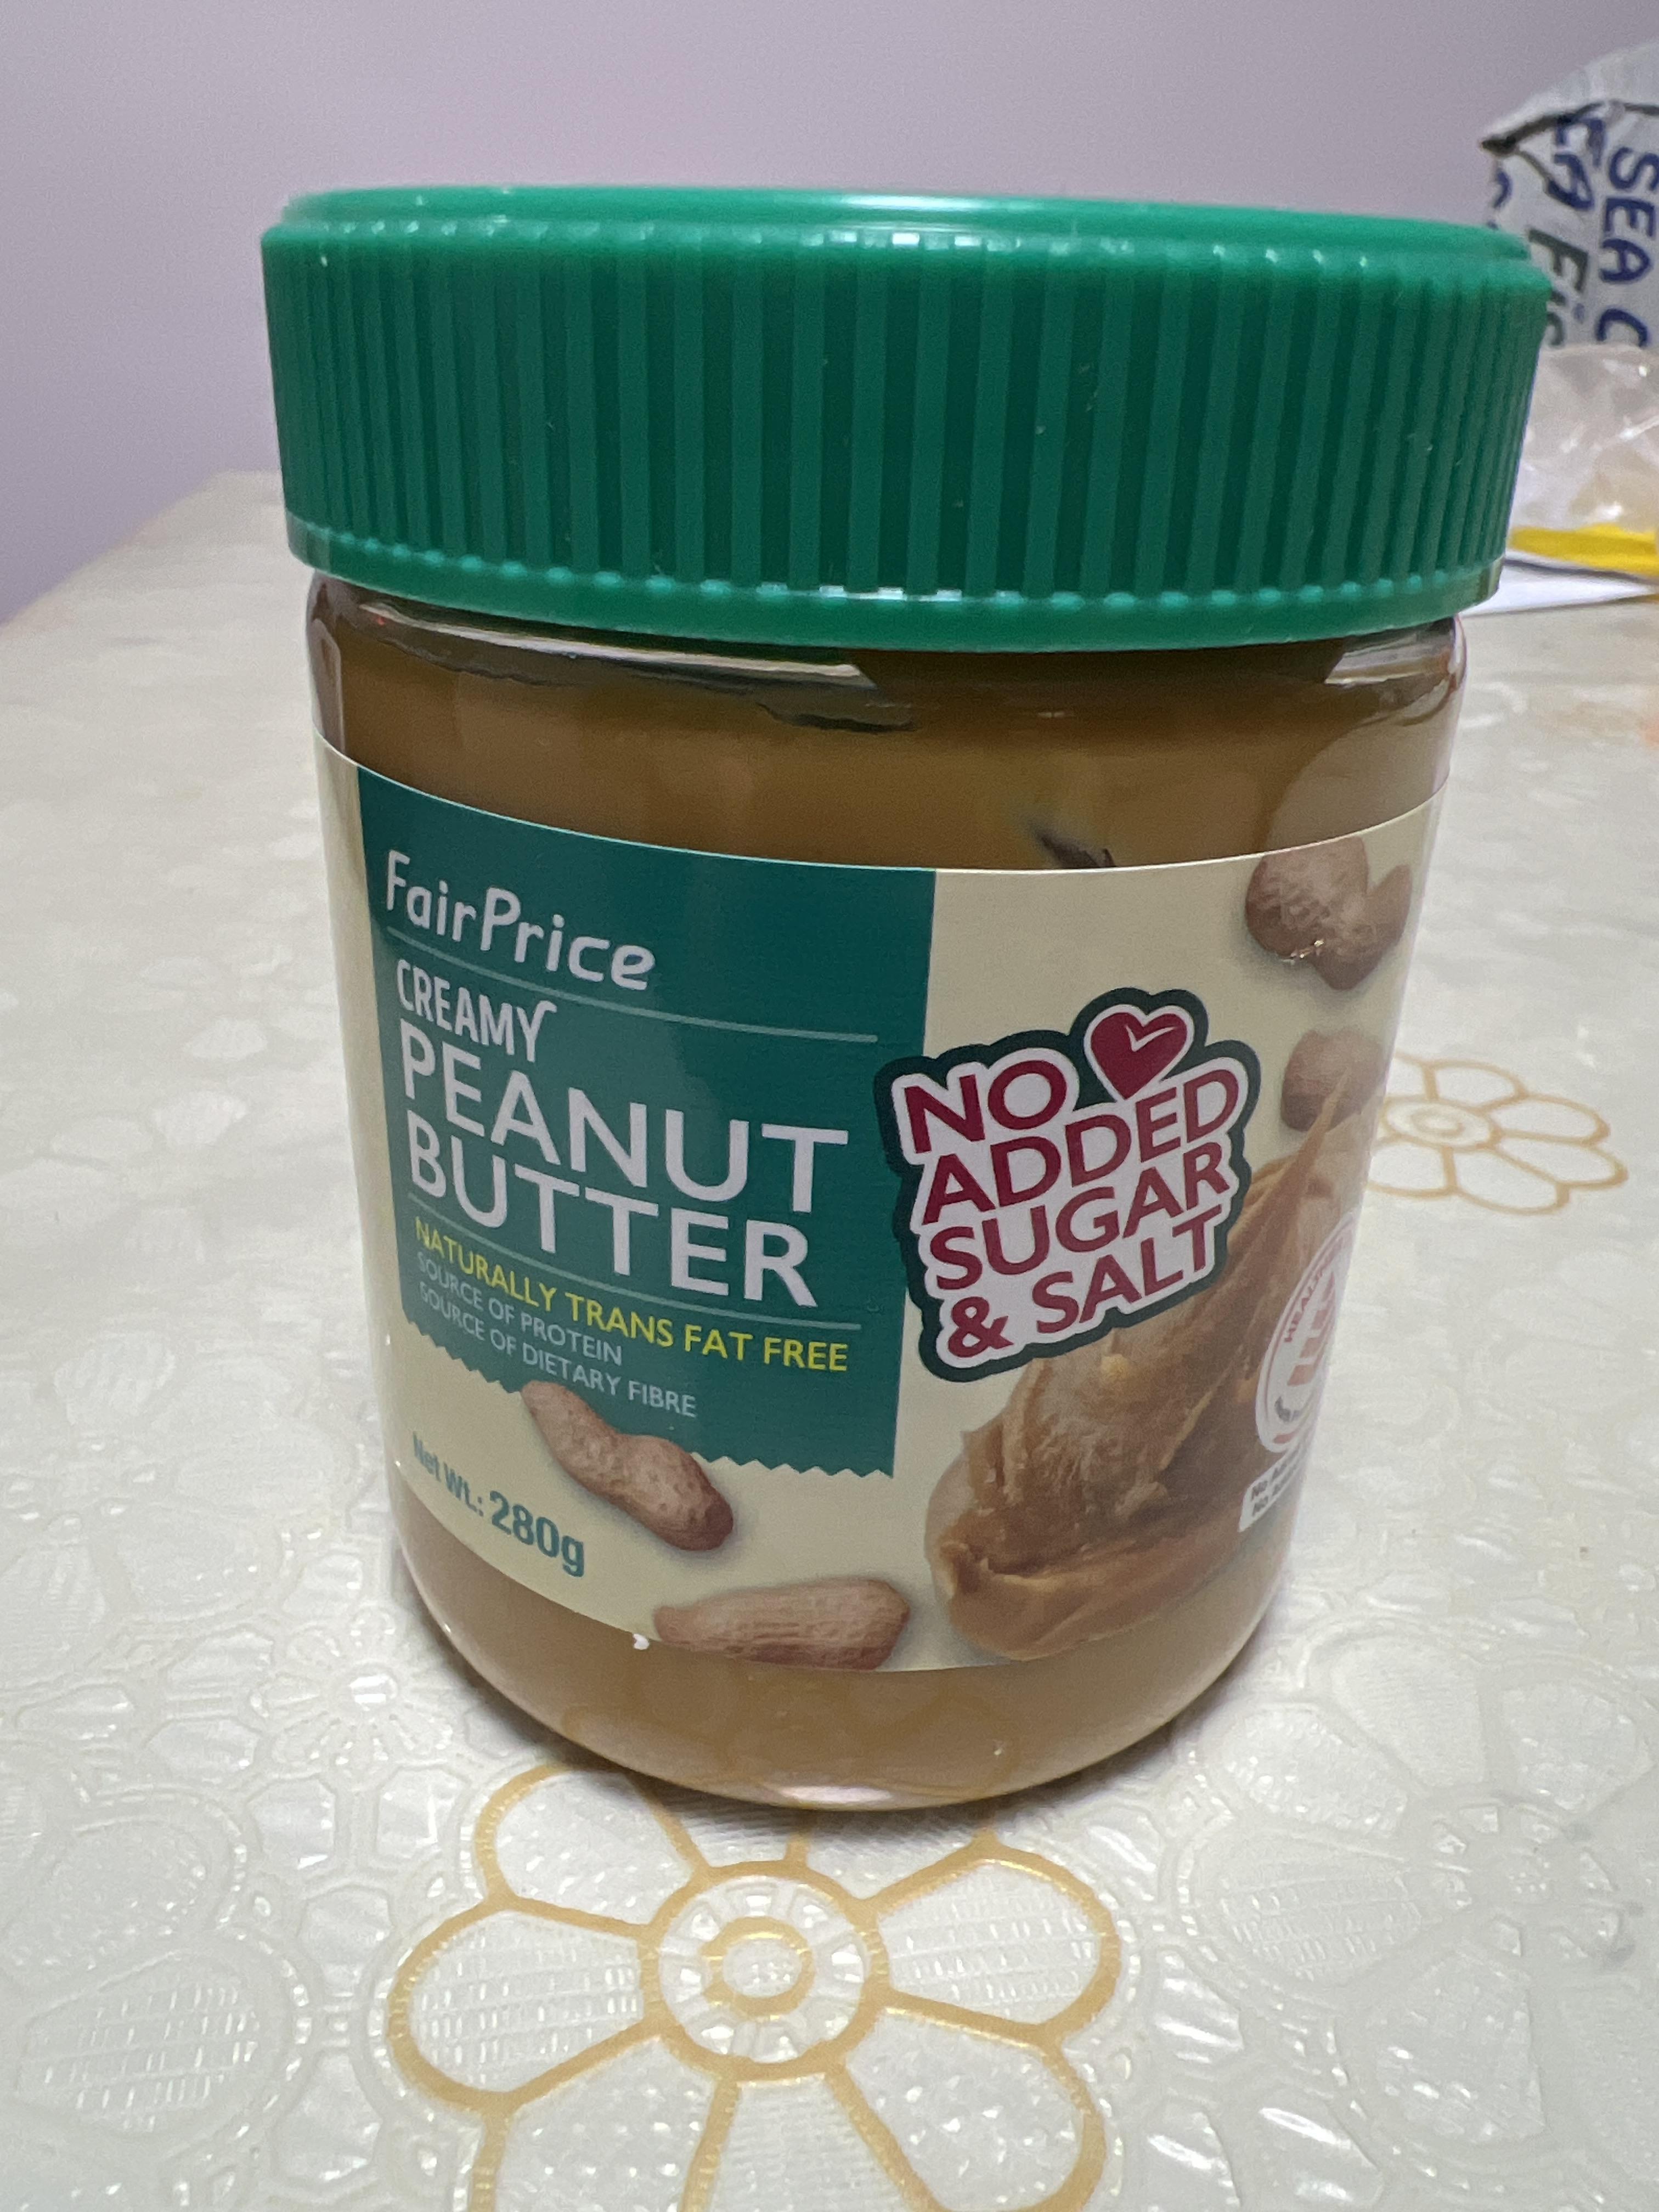 FairPrice
CREAMY
PEANUT
BUTTER
NATURALLY TRANS FAT FREE
SOURCE OF PROTEIN
SOURCE OF DIETARY FIBRE
Net Wt.: 280g
NO
ADDED
SUGAR
& SALT
SEA